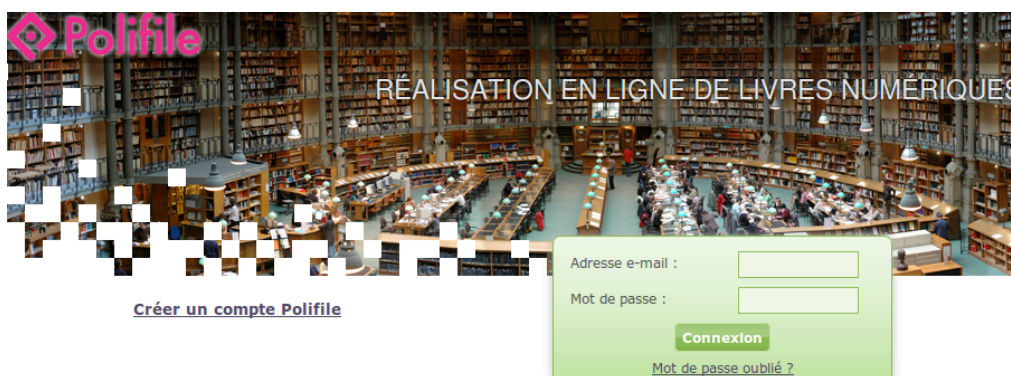 Polifile
RÉALISATION EN LIGNE DE LIVRES NUMÉRIQUES
Adresse e-mail :
Mot de passe :
Créer un compte Polifile
Connexion
Mot de passe oublié ?